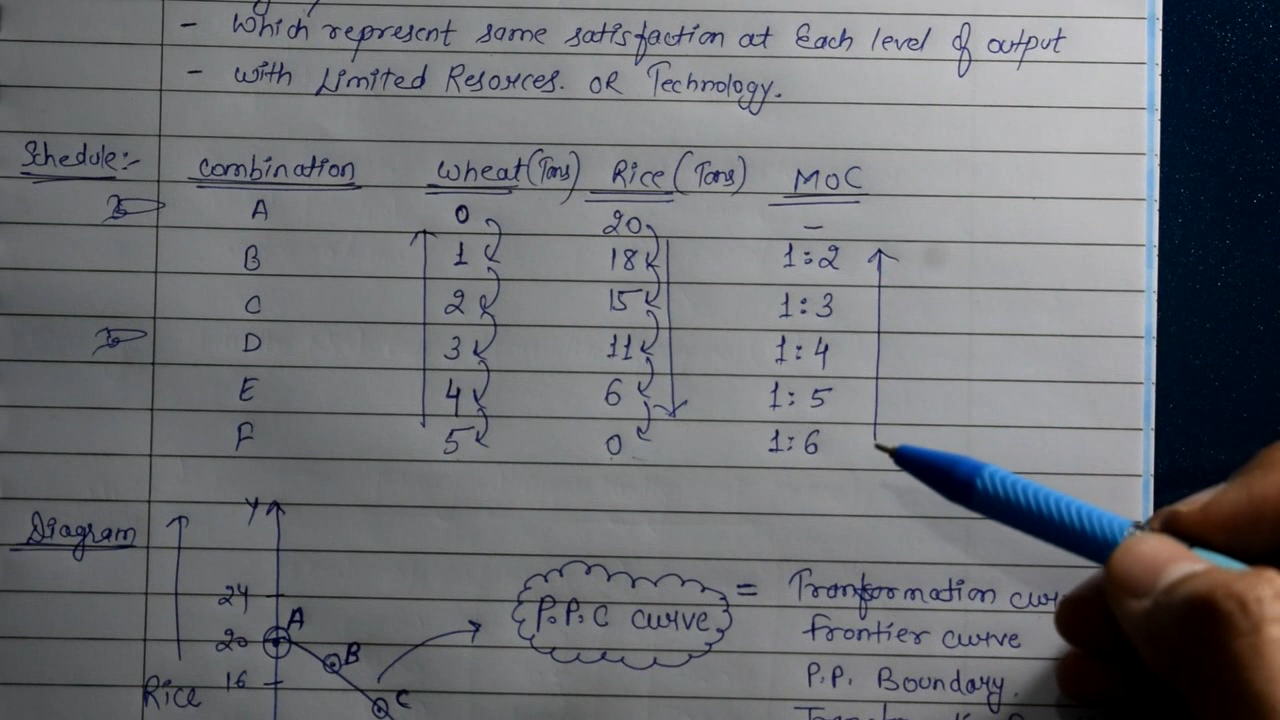 - Which represent same satisfaction at Each level of output
- with Limited Resorces. OR Technology.
Schedule:- Combination Wheat (Tons) Rice (Tons) MOC
A 0 20 -
B 1 18 1:2
C 2 15 1:3
D 3 11 1:4
E 4 6 1:5
F 5 0 1:6
Diagram
Y
24
20 A
B
16
C
Rice
P.P.C curve = Tranformation
frontier curve
P.P. Boundary.